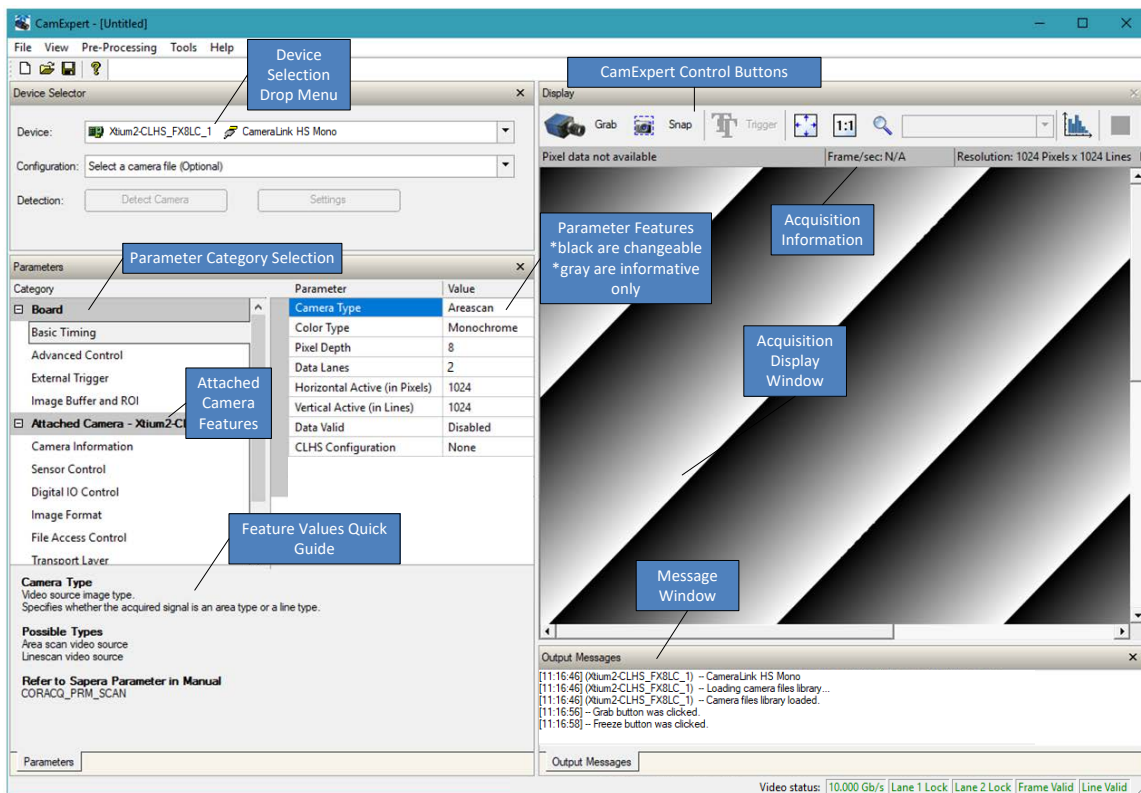 CamExpert - [Untitled]
File View Pre-Processing Tools Help
Device Selection Drop Menu
CamExpert Control Buttons
Device Selector
Device: Xtium2-CLHS_FX8LC_1 CameraLink HS Mono
Configuration: Select a camera file (Optional)
Detection: Detect Camera Settings
Display
Grab Snap Trigger 1:1
Pixel data not available Frame/sec: N/A Resolution: 1024 Pixels x 1024 Lines
Parameter Features
*black are changeable
*gray are informative only
Acquisition Information
Parameter Category Selection
Parameters
Category Parameter Value
Board
Basic Timing
Advanced Control
External Trigger
Image Buffer and ROI
Attached Camera - Xtium2-CL
Camera Information
Sensor Control
Digital IO Control
Image Format
File Access Control
Transport Layer
Camera Type Areascan
Color Type Monochrome
Pixel Depth 8
Data Lanes 2
Horizontal Active (in Pixels) 1024
Vertical Active (in Lines) 1024
Data Valid Disabled
CLHS Configuration None
Attached Camera Features
Acquisition Display Window
Feature Values Quick Guide
Message Window
Camera Type
Video source image type.
Specifies whether the acquired signal is an area type or a line type.
Possible Types
Area scan video source
Linescan video source
Refer to Sapera Parameter in Manual
CORACQ_PRM_SCAN
Parameters
Output Messages
[11:16:46] (Xtium2-CLHS_FX8LC_1) -- CameraLink HS Mono
[11:16:46] (Xtium2-CLHS_FX8LC_1) -- Loading camera files library...
[11:16:46] (Xtium2-CLHS_FX8LC_1) -- Camera files library loaded.
[11:16:56] -- Grab button was clicked.
[11:16:58] -- Freeze button was clicked.
Output Messages
Video status: 10.000 Gb/s Lane 1 Lock Lane 2 Lock Frame Valid Line Valid